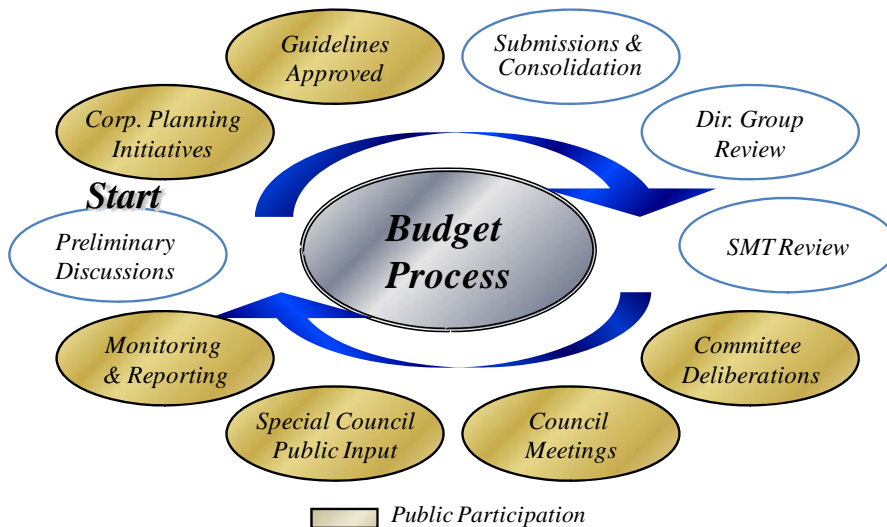 Guidelines
Approved
Submissions &
Consolidation
Corp. Planning
Initiatives
Dir. Group
Review
Start
Preliminary
Discussions
Budget
Process
SMT Review
Monitoring
& Reporting
Committee
Deliberations
Special Council
Public Input
Council
Meetings
Public Participation